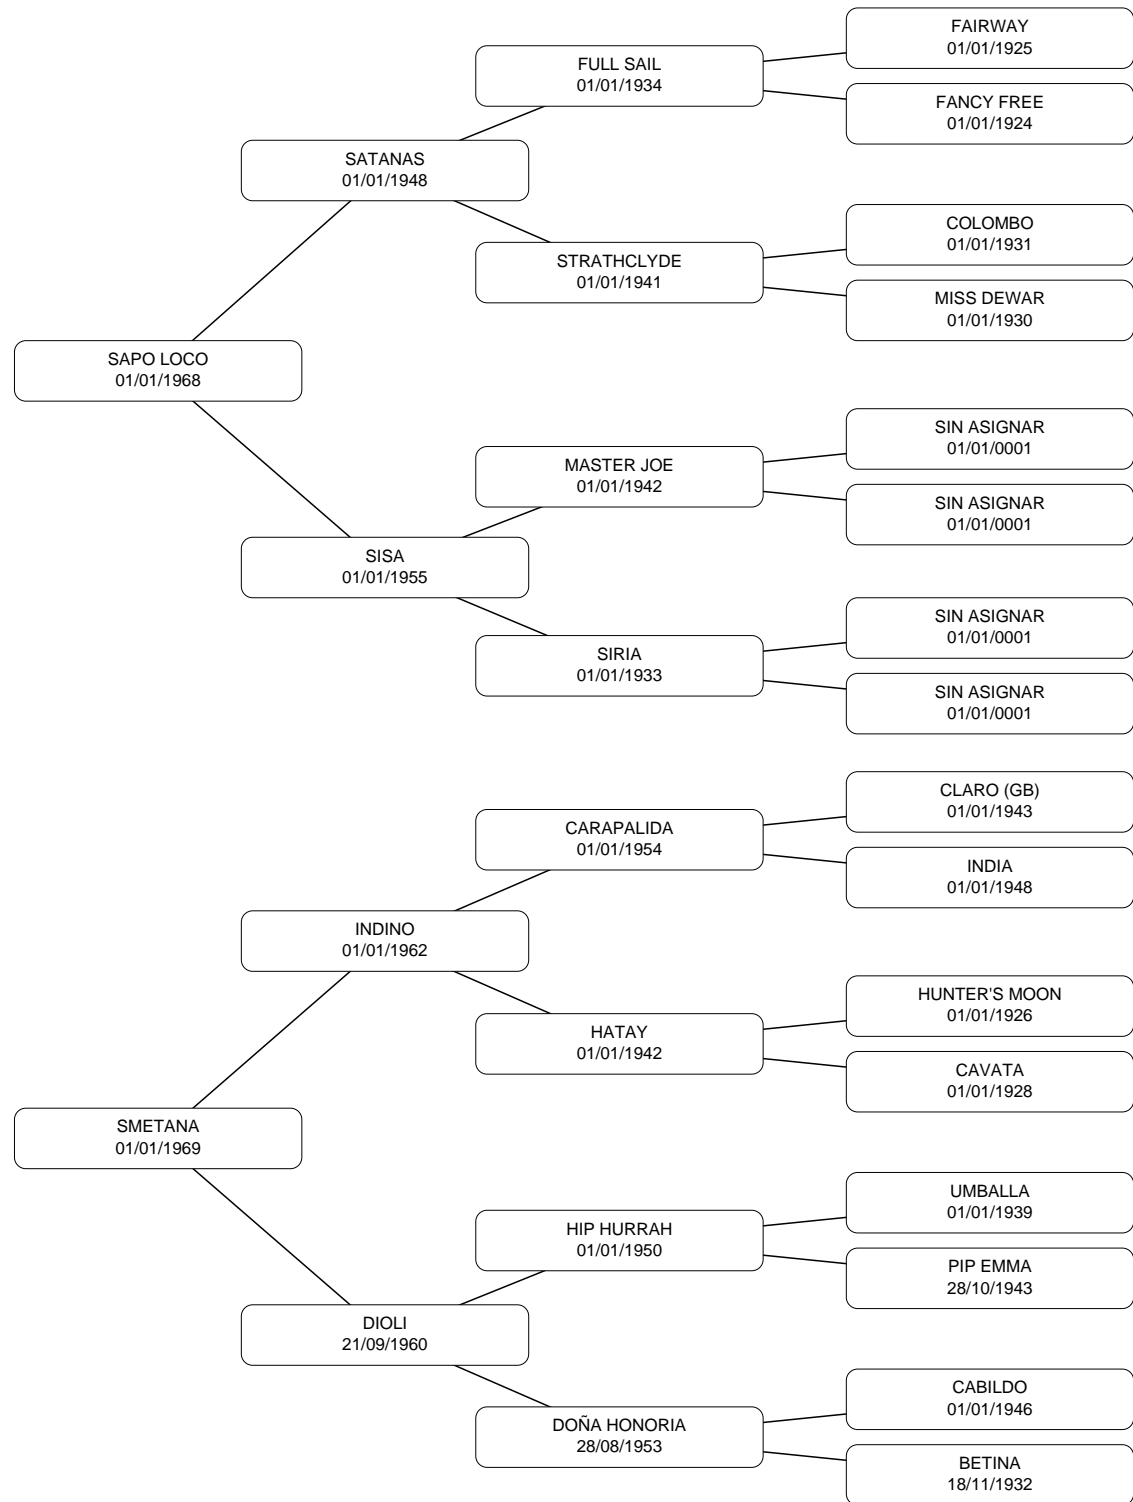 FAIRWAY
01/01/1925
FULL SAIL
01/01/1934
FANCY FREE
01/01/1924
SATANAS
01/01/1948
COLOMBO
01/01/1931
STRATHCLYDE
01/01/1941
MISS DEWAR
01/01/1930
SAPO LOCO
01/01/1968
SIN ASIGNAR
01/01/0001
MASTER JOE
01/01/1942
SIN ASIGNAR
01/01/0001
SISA
01/01/1955
SIN ASIGNAR
01/01/0001
SIRIA
01/01/1933
SIN ASIGNAR
01/01/0001
CLARO (GB)
01/01/1943
CARAPALIDA
01/01/1954
INDIA
01/01/1948
INDINO
01/01/1962
HUNTER'S MOON
01/01/1926
HATAY
01/01/1942
CAVATA
01/01/1928
SMETANA
01/01/1969
UMBALLA
01/01/1939
HIP HURRAH
01/01/1950
PIP EMMA
28/10/1943
DIOLI
21/09/1960
CABILDO
01/01/1946
DOÑA HONORIA
28/08/1953
BETINA
18/11/1932